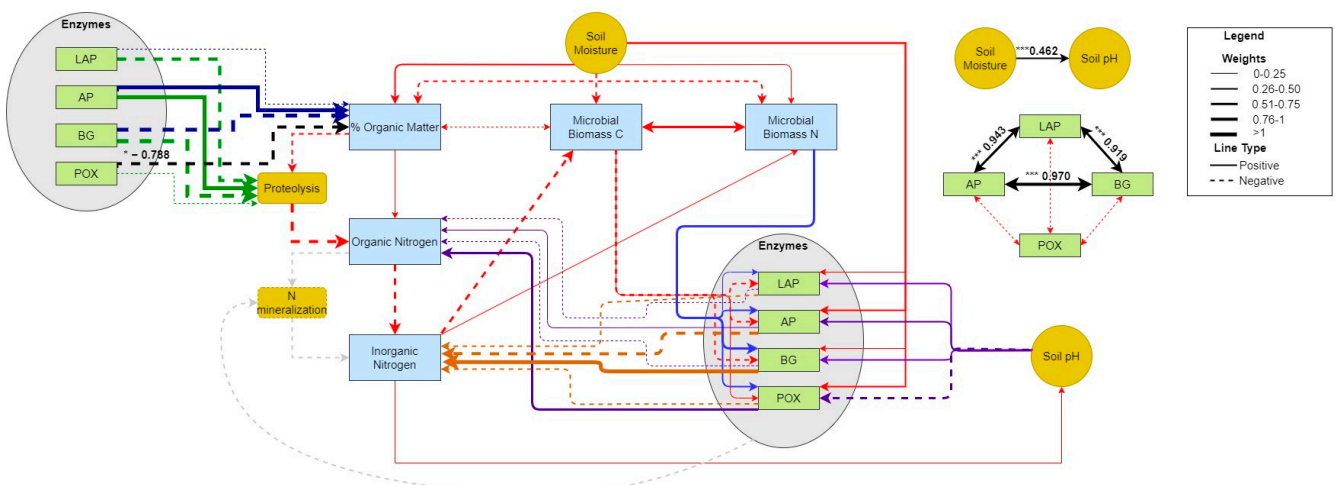 Enzymes
LAP
AP
BG
POX
* – 0.788
Proteolysis
N
mineralization
% Organic Matter
Organic Nitrogen
Inorganic
Nitrogen
Soil
Moisture
Microbial
Biomass C
Microbial
Biomass N
Enzymes
LAP
AP
BG
POX
Soil pH
Soil
Moisture
***0.462
Soil pH
LAP
*** 0.943
*** 0.919
AP
*** 0.970
BG
POX
Legend
Weights
0-0.25
0.26-0.50
0.51-0.75
0.76-1
>1
Line Type
Positive
Negative